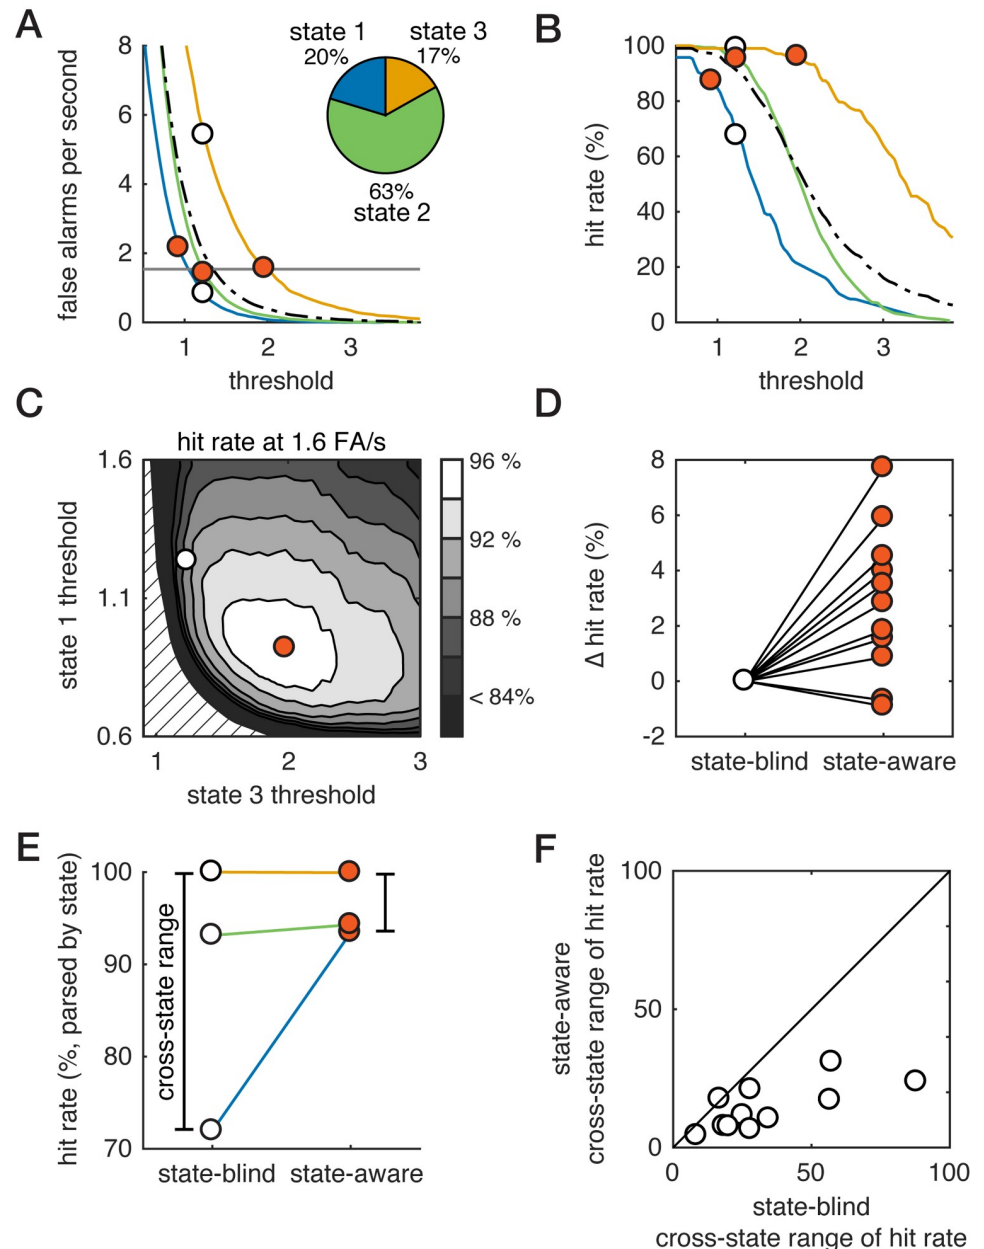 A
false alarms per second
8
6
4
2
0
1
2
3
threshold
state 1
20%
state 3
17%
63%
state 2
B
hit rate (%)
100
80
60
40
20
0
1
2
3
threshold
C
hit rate at 1.6 FA/s
state 1 threshold
1.6
1.1
0.6
1
2
3
state 3 threshold
96 %
92 %
88 %
< 84%
D
Δ hit rate (%)
8
6
4
2
0
-2
state-blind
state-aware
E
hit rate (%, parsed by state)
100
90
80
70
cross-state range
state-blind
state-aware
F
state-aware
cross-state range of hit rate
100
50
0
0
50
100
state-blind
cross-state range of hit rate